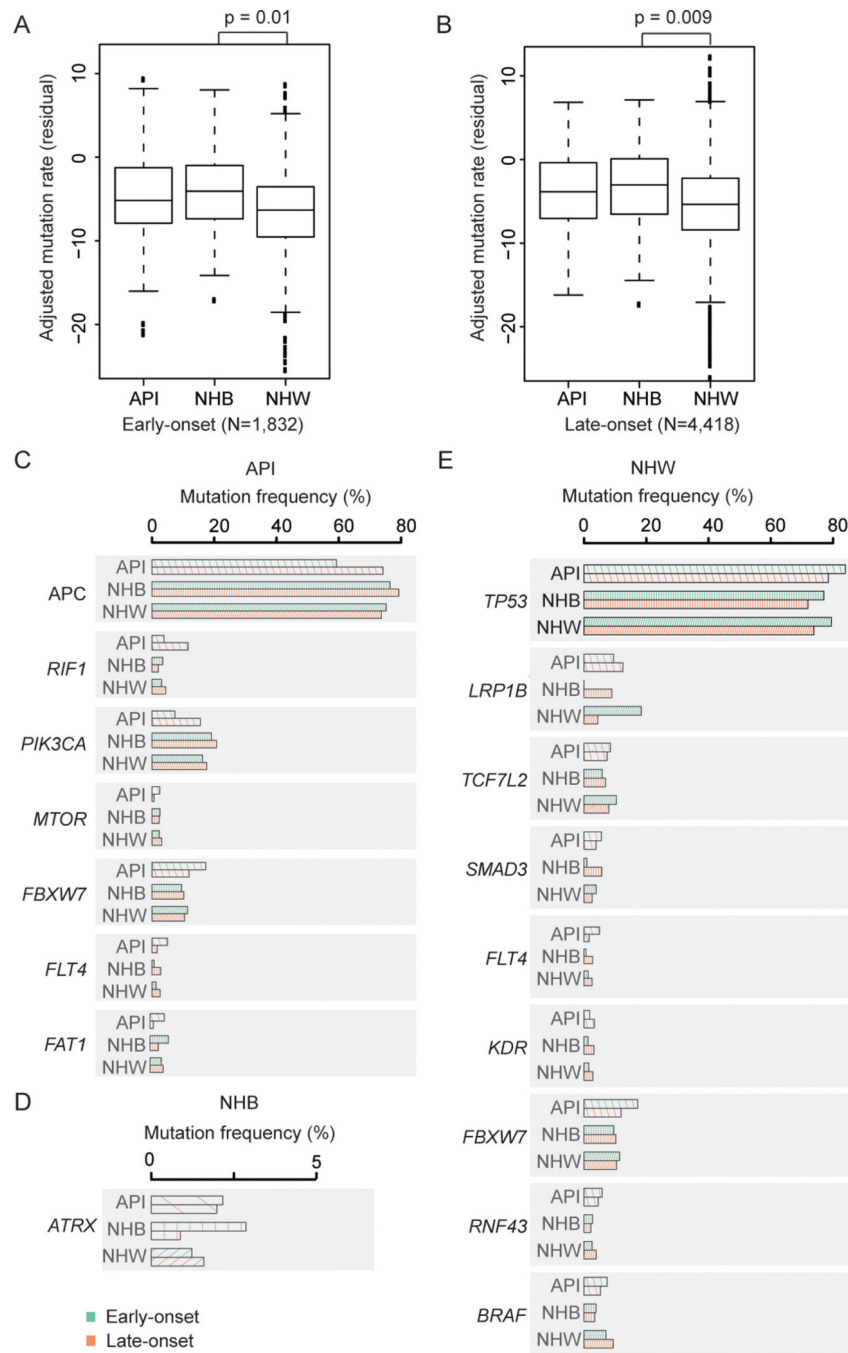 A
p = 0.01
Adjusted mutation rate (residual)
10
0
−10
−20
API NHB NHW
Early-onset (N=1,832)
B
p = 0.009
Adjusted mutation rate (residual)
10
0
−10
−20
API NHB NHW
Late-onset (N=4,418)
C
API
Mutation frequency (%)
0 20 40 60 80
APC
API
NHB
NHW
RIF1
API
NHB
NHW
PIK3CA
API
NHB
NHW
MTOR
API
NHB
NHW
FBXW7
API
NHB
NHW
FLT4
API
NHB
NHW
FAT1
API
NHB
NHW
D
NHB
Mutation frequency (%)
0 5
ATRX
API
NHB
NHW
Early-onset
Late-onset
E
NHW
Mutation frequency (%)
0 20 40 60 80
TP53
API
NHB
NHW
LRP1B
API
NHB
NHW
TCF7L2
API
NHB
NHW
SMAD3
API
NHB
NHW
FLT4
API
NHB
NHW
KDR
API
NHB
NHW
FBXW7
API
NHB
NHW
RNF43
API
NHB
NHW
BRAF
API
NHB
NHW